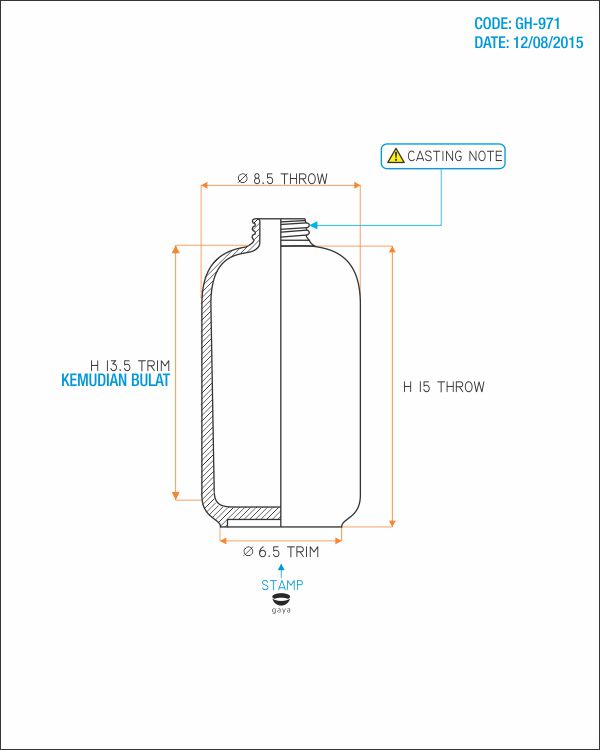 CODE: GH-971
DATE: 12/08/2015
CASTING NOTE
Ø 8.5 THROW
H 13.5 TRIM
KEMUDIAN BULAT
H 15 THROW
Ø 6.5 TRIM
STAMP
gaya